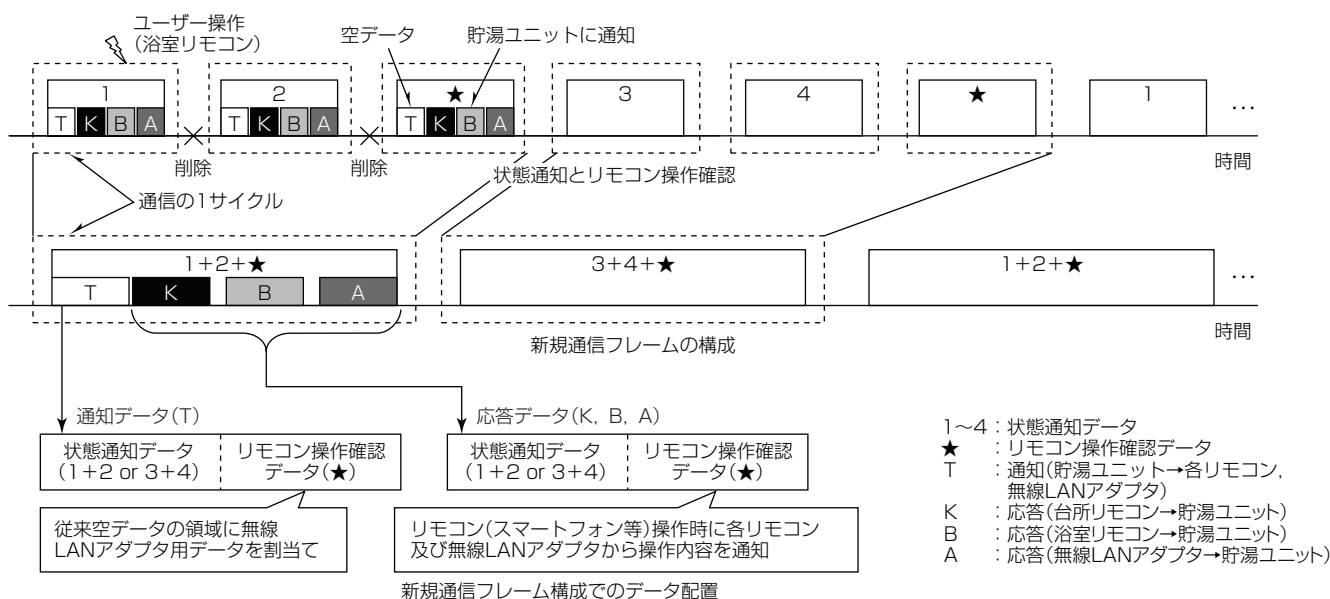 ユーザー操作
(浴室リモコン)
空データ
貯湯ユニットに通知
1
2
★
3
4
★
1
…
T K B A
T K B A
T K B A
削除
削除
状態通知とリモコン操作確認
時間
通信の1サイクル
1+2+★
3+4+★
1+2+★
…
T K B A
時間
新規通信フレームの構成
通知データ(T)
応答データ(K, B, A)
状態通知データ
(1+2 or 3+4)
リモコン操作確認
データ(★)
状態通知データ
(1+2 or 3+4)
リモコン操作確認
データ(★)
従来空データの領域に無線
LANアダプタ用データを割当て
リモコン(スマートフォン等)操作時に各リモコン
及び無線LANアダプタから操作内容を通知
新規通信フレーム構成でのデータ配置
1～4：状態通知データ
★：リモコン操作確認データ
T：通知(貯湯ユニット→各リモコン,
無線LANアダプタ)
K：応答(台所リモコン→貯湯ユニット)
B：応答(浴室リモコン→貯湯ユニット)
A：応答(無線LANアダプタ→貯湯ユニット)